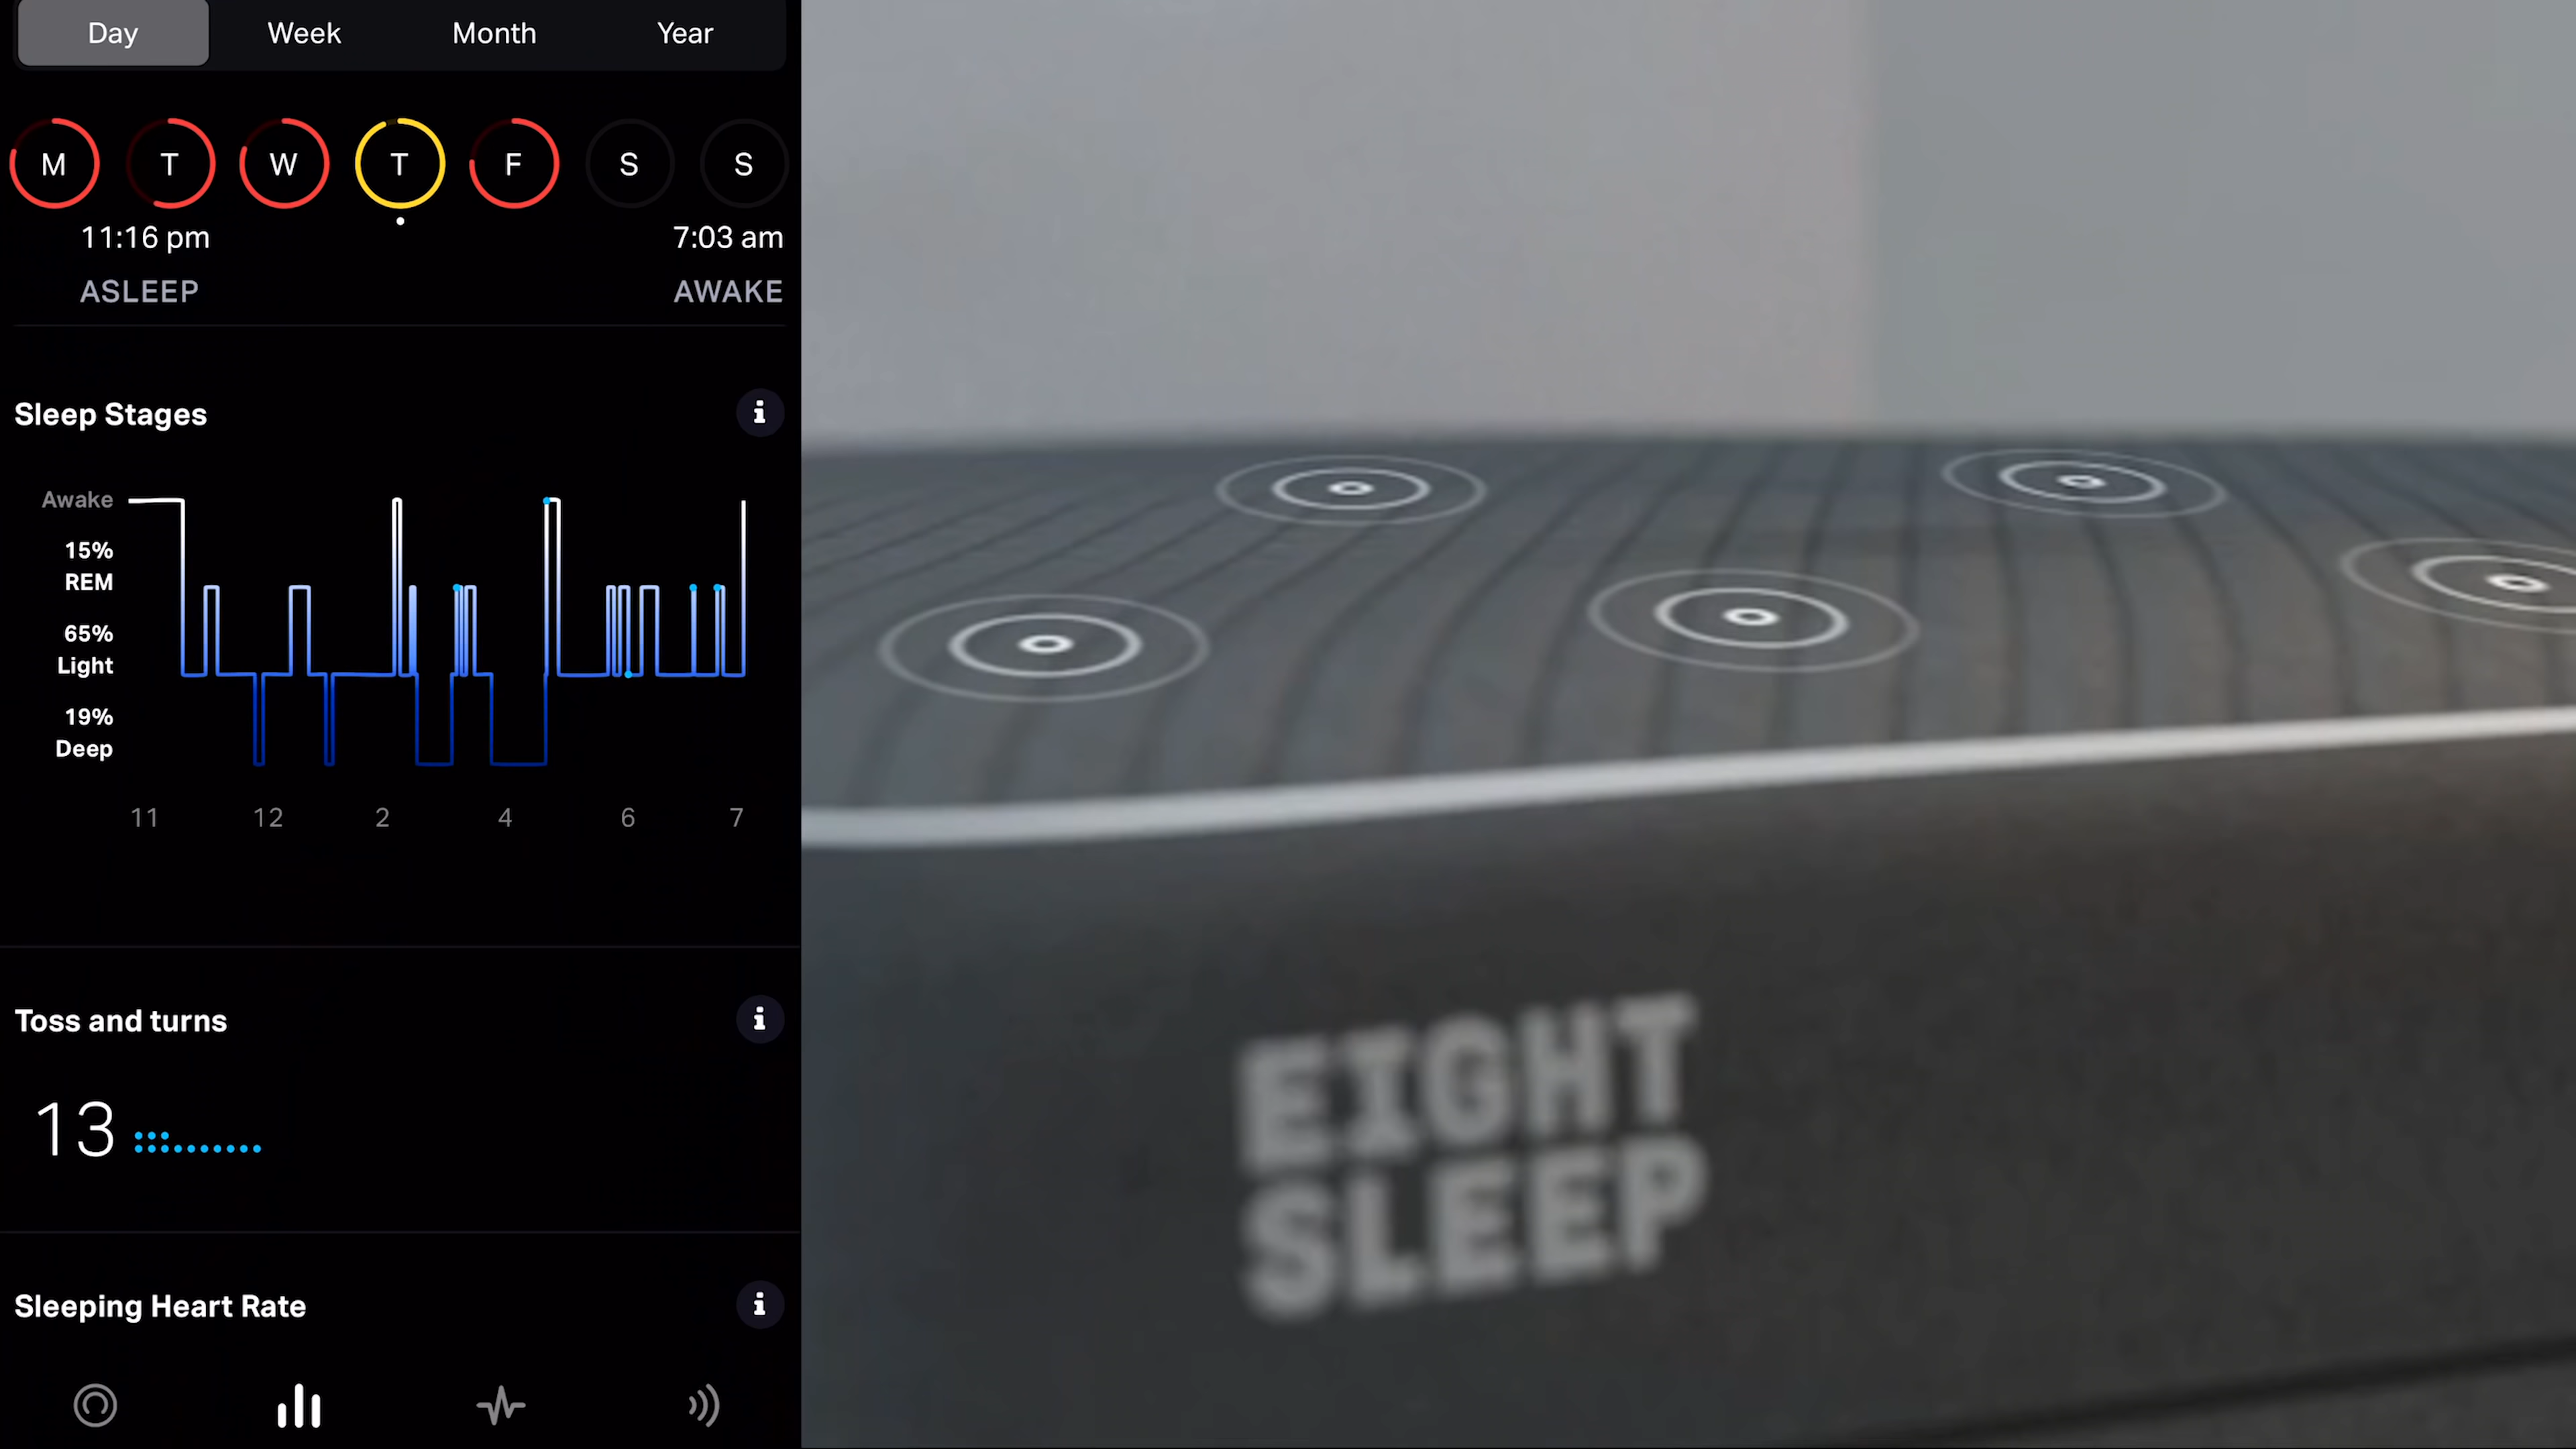 Day Week Month Year
M T W T F S S
11:16 pm 7:03 am
ASLEEP AWAKE
Sleep Stages
Awake
15%
REM
65%
Light
19%
Deep
11 12 2 4 6 7
Toss and turns
13
Sleeping Heart Rate
EIGHT
SLEEP